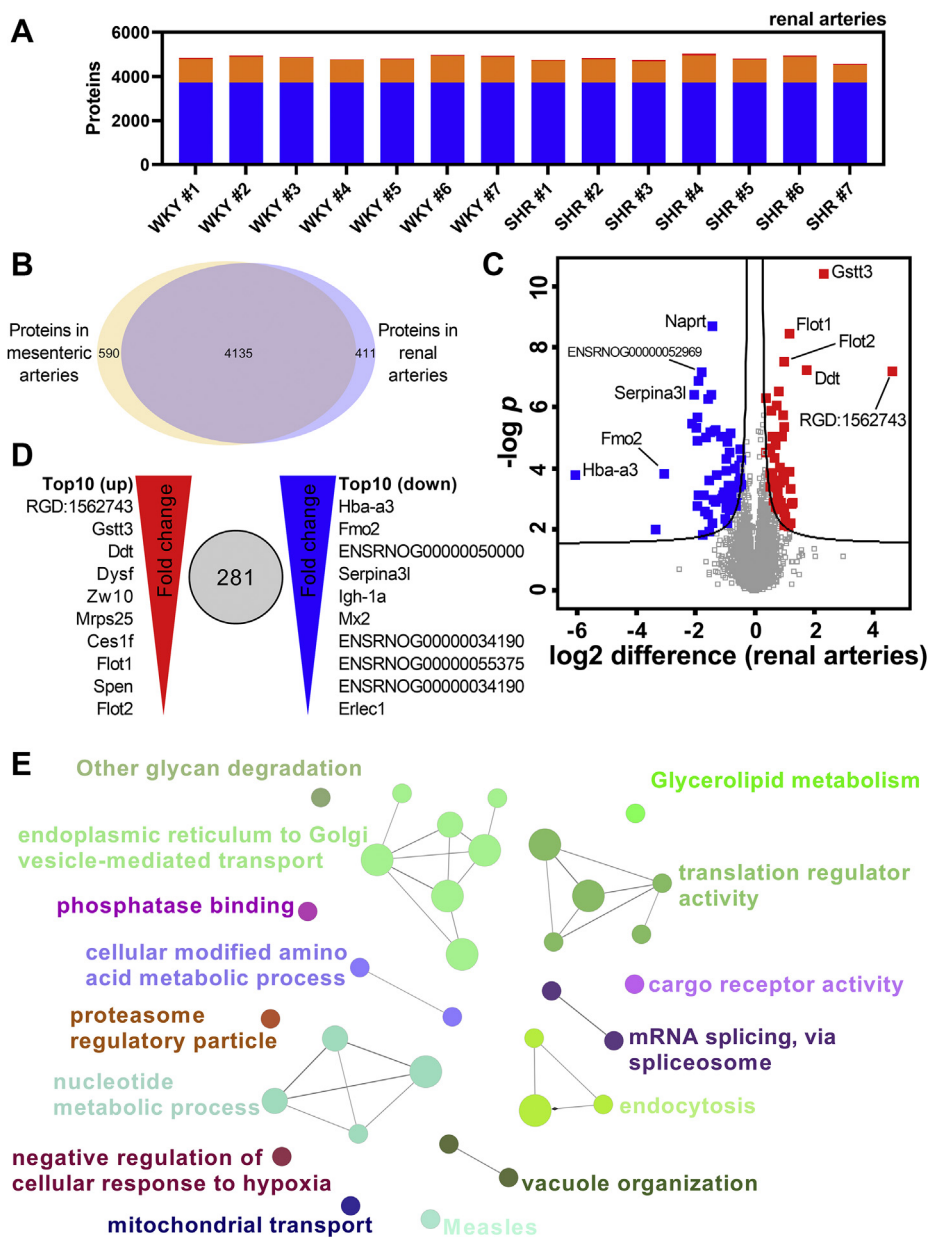 A
renal arteries
Proteins
6000
4000
2000
0
WKY #1
WKY #2
WKY #3
WKY #4
WKY #5
WKY #6
WKY #7
SHR #1
SHR #2
SHR #3
SHR #4
SHR #5
SHR #6
SHR #7
B
Proteins in
mesenteric
arteries
590
4135
411
Proteins in
renal
arteries
C
-log p
10
8
6
4
2
0
-6
-4
-2
0
2
4
log2 difference (renal arteries)
Gstt3
Naprt
Flot1
Flot2
ENSRNOG00000052969
Ddt
Serpina3l
RGD:1562743
Fmo2
Hba-a3
D
Top10 (up)
RGD:1562743
Gstt3
Ddt
Dysf
Zw10
Mrps25
Ces1f
Flot1
Spen
Flot2
Fold change
281
Fold change
Top10 (down)
Hba-a3
Fmo2
ENSRNOG00000050000
Serpina3l
Igh-1a
Mx2
ENSRNOG00000034190
ENSRNOG00000055375
ENSRNOG00000034190
Erlec1
E
Other glycan degradation
Glycerolipid metabolism
endoplasmic reticulum to Golgi
vesicle-mediated transport
translation regulator
activity
phosphatase binding
cellular modified amino
acid metabolic process
cargo receptor activity
proteasome
regulatory particle
mRNA splicing, via
spliceosome
nucleotide
metabolic process
endocytosis
negative regulation of
cellular response to hypoxia
vacuole organization
mitochondrial transport
Measles